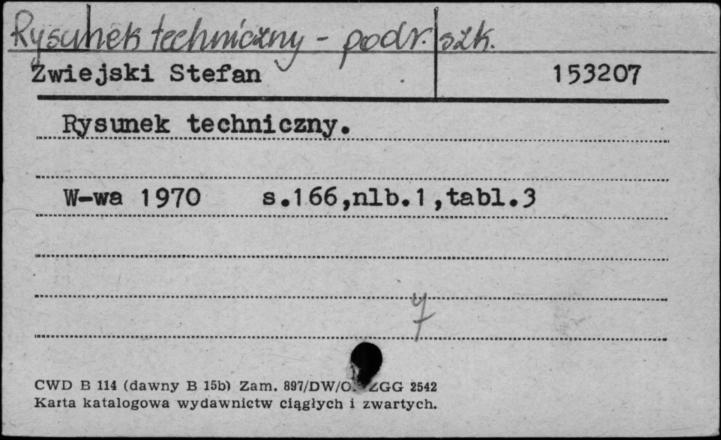 Rysunek techniczny - podr. szk.
Żwiejski Stefan 153207
Rysunek techniczny.
W-wa 1970 s.166,nlb.1,tabl.3
CWD B 114 (dawny B 15b) Zam. 897/DW/O ZGG 2542
Karta katalogowa wydawnictw ciągłych i zwartych.